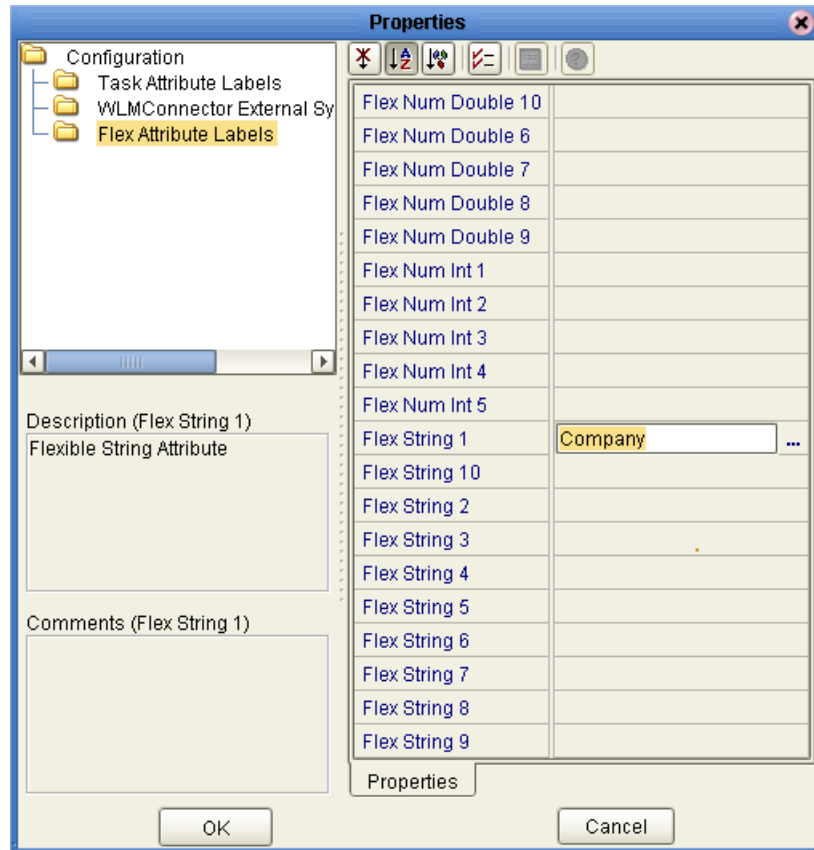 Properties
Configuration
Task Attribute Labels
WLMConnector External Sy
Flex Attribute Labels
Description (Flex String 1)
Flexible String Attribute
Comments (Flex String 1)
Flex Num Double 10
Flex Num Double 6
Flex Num Double 7
Flex Num Double 8
Flex Num Double 9
Flex Num Int 1
Flex Num Int 2
Flex Num Int 3
Flex Num Int 4
Flex Num Int 5
Flex String 1 Company ...
Flex String 10
Flex String 2
Flex String 3
Flex String 4
Flex String 5
Flex String 6
Flex String 7
Flex String 8
Flex String 9
Properties
OK Cancel